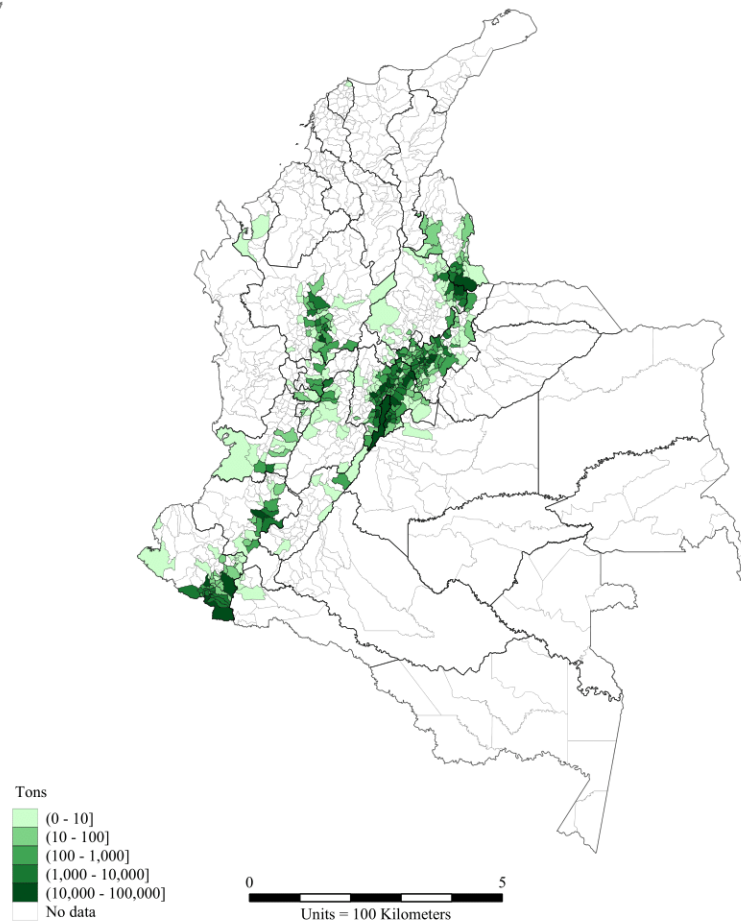 Tons
(0 - 10]
(10 - 100]
(100 - 1,000]
(1,000 - 10,000]
(10,000 - 100,000]
No data
0 5
Units = 100 Kilometers